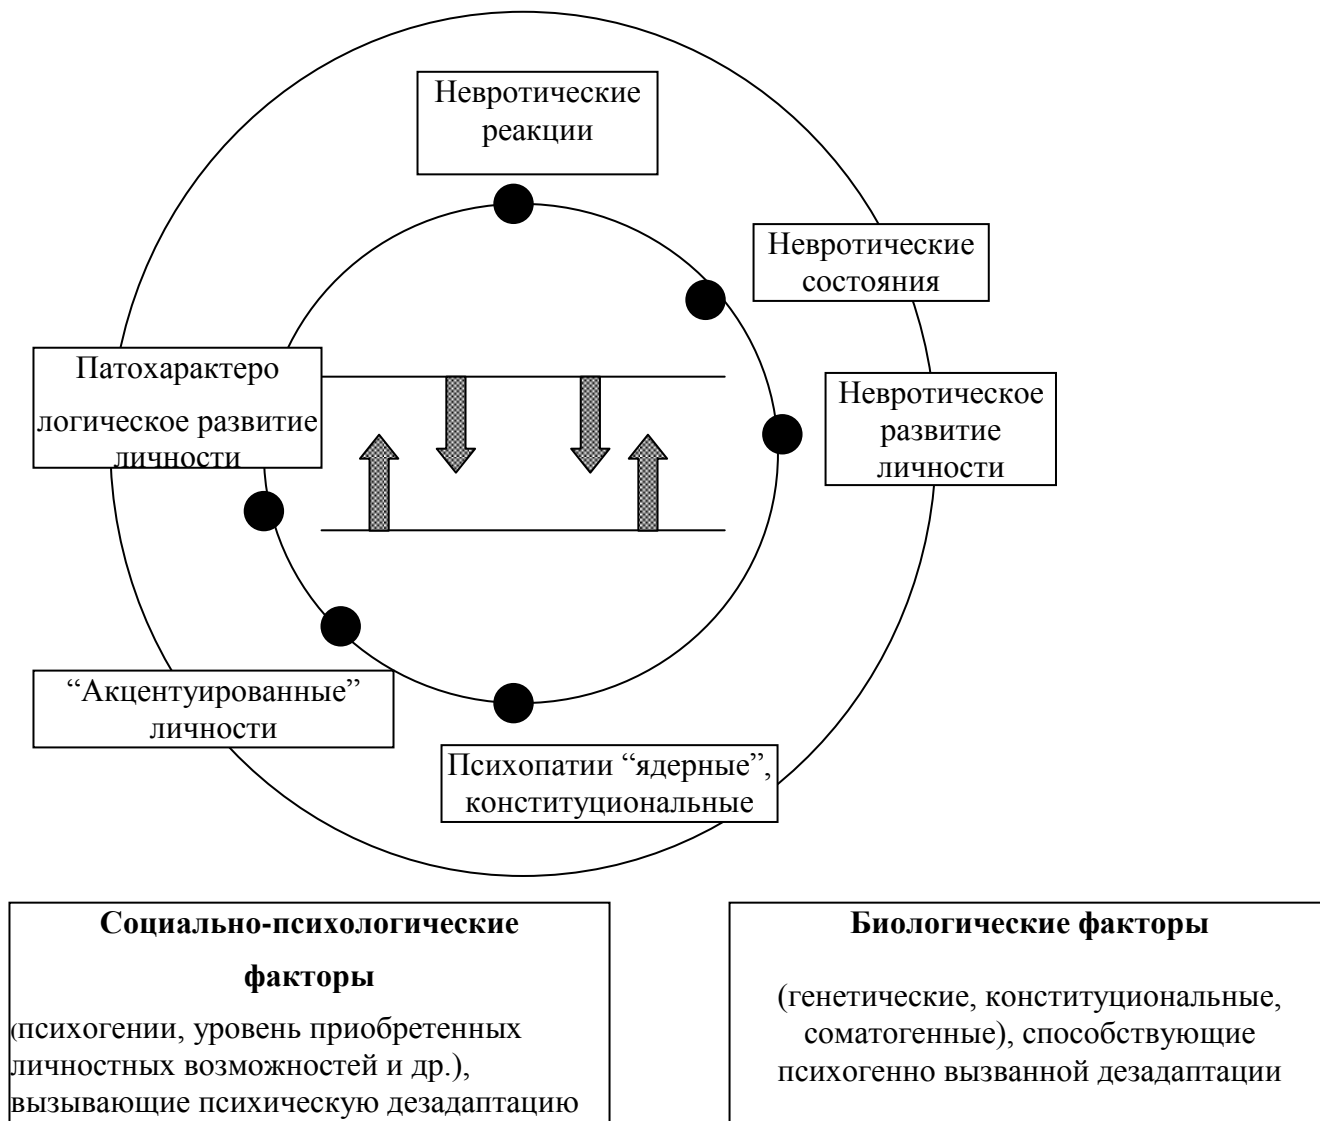 Невротические
реакции
Невротические
состояния
Патохарактеро
логическое развитие
личности
Невротическое
развитие
личности
“Акцентуированные”
личности
Психопатии “ядерные”,
конституциональные
Социально-психологические
факторы
(психогении, уровень приобретенных
личностных возможностей и др.),
вызывающие психическую дезадаптацию
Биологические факторы
(генетические, конституциональные,
соматогенные), способствующие
психогенно вызванной дезадаптации